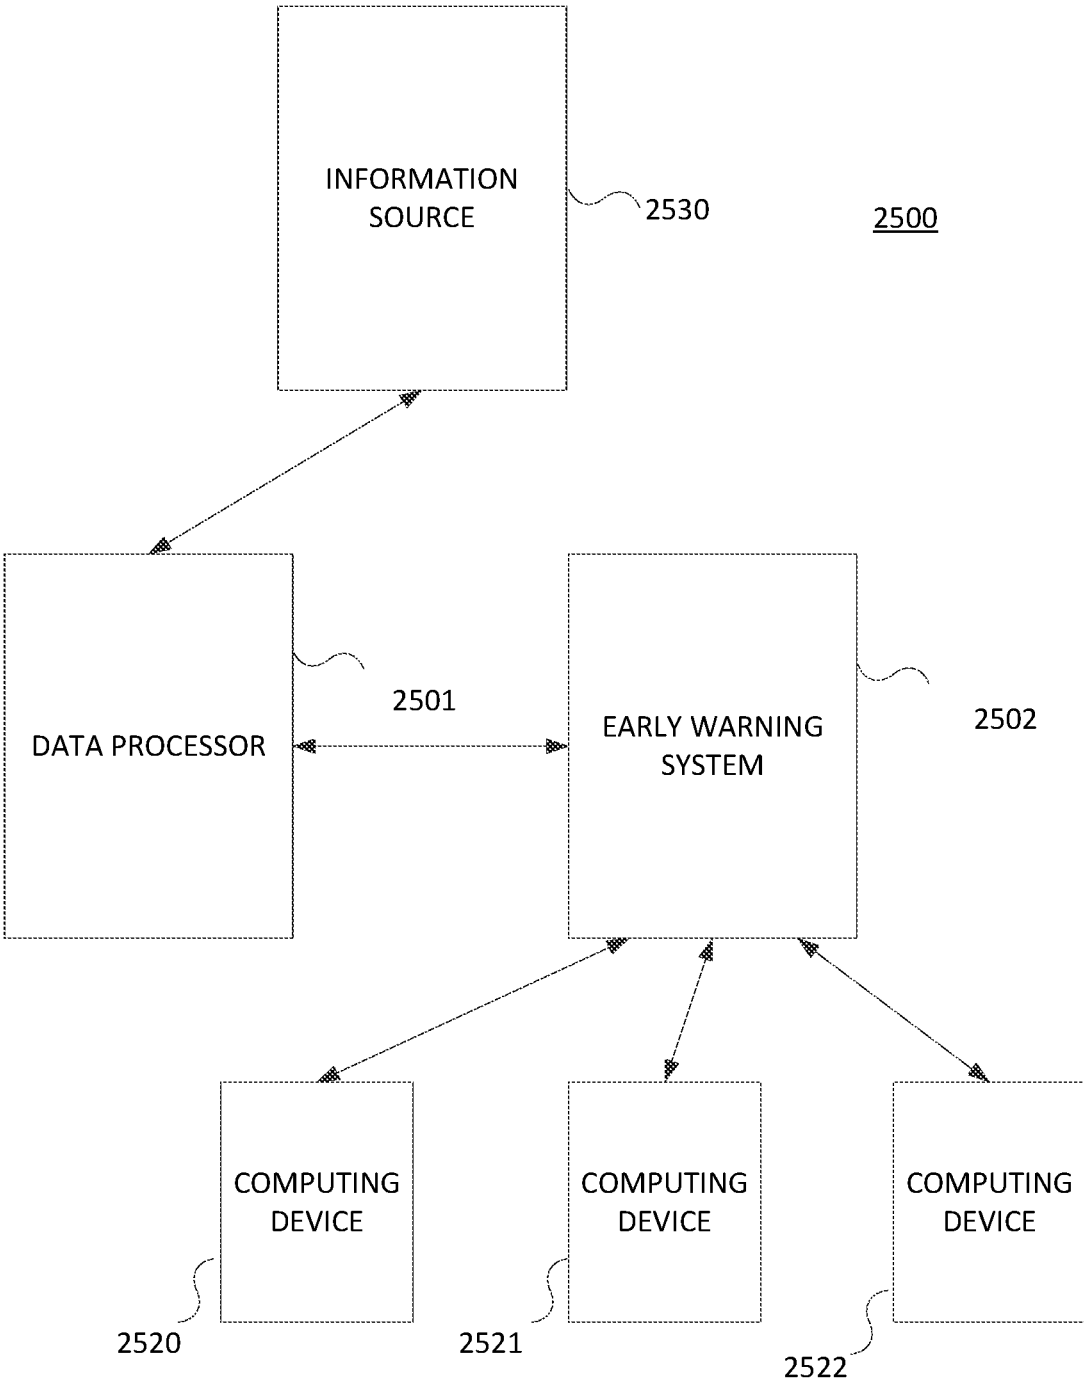 INFORMATION
SOURCE
2530
2500
2501
DATA PROCESSOR
EARLY WARNING
SYSTEM
2502
COMPUTING
DEVICE
COMPUTING
DEVICE
COMPUTING
DEVICE
2520
2521
2522